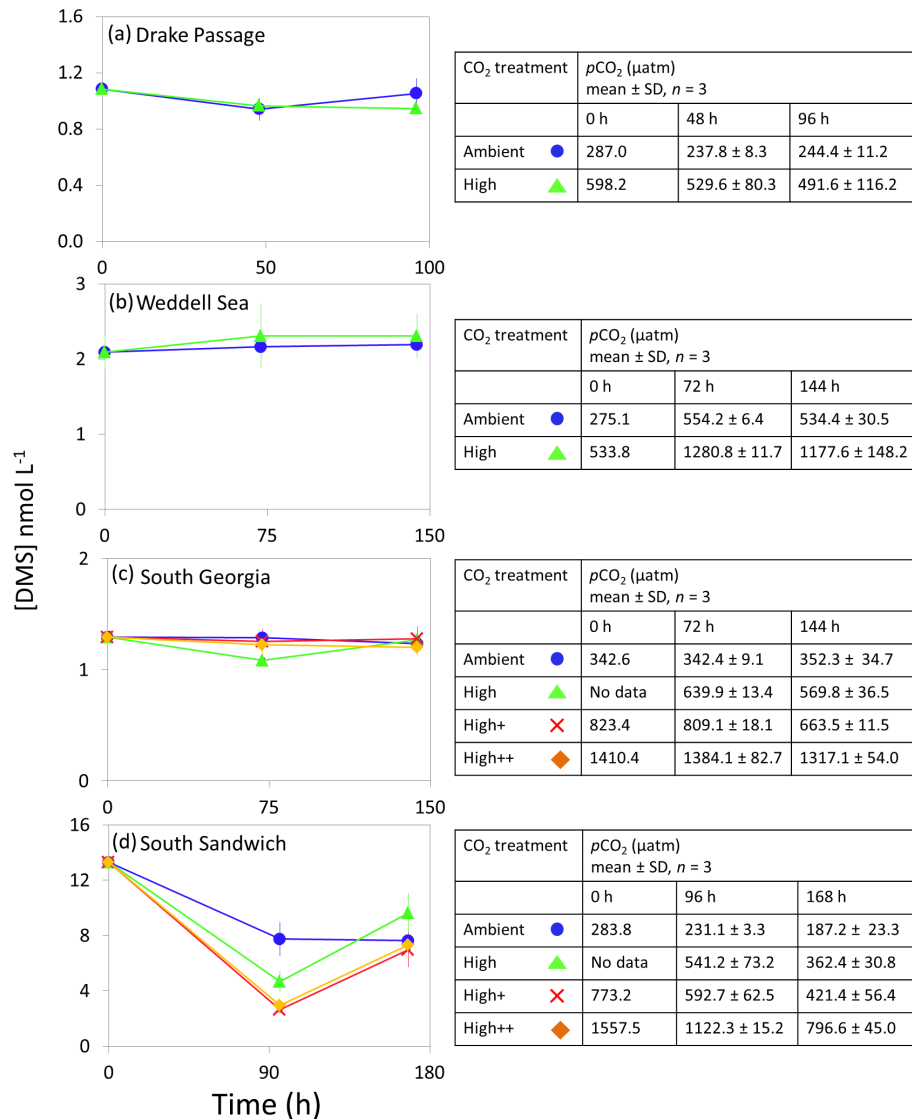 [DMS] nmol L⁻¹
(a) Drake Passage
1.6
1.2
0.8
0.4
0.0
0 50 100
CO₂ treatment pCO₂ (µatm)
mean ± SD, n = 3
0 h 48 h 96 h
Ambient 287.0 237.8 ± 8.3 244.4 ± 11.2
High 598.2 529.6 ± 80.3 491.6 ± 116.2
(b) Weddell Sea
3
2
1
0
0 75 150
CO₂ treatment pCO₂ (µatm)
mean ± SD, n = 3
0 h 72 h 144 h
Ambient 275.1 554.2 ± 6.4 534.4 ± 30.5
High 533.8 1280.8 ± 11.7 1177.6 ± 148.2
(c) South Georgia
2
1
0
0 75 150
CO₂ treatment pCO₂ (µatm)
mean ± SD, n = 3
0 h 72 h 144 h
Ambient 342.6 342.4 ± 9.1 352.3 ± 34.7
High No data 639.9 ± 13.4 569.8 ± 36.5
High+ 823.4 809.1 ± 18.1 663.5 ± 11.5
High++ 1410.4 1384.1 ± 82.7 1317.1 ± 54.0
(d) South Sandwich
16
12
8
4
0
0 90 180
CO₂ treatment pCO₂ (µatm)
mean ± SD, n = 3
0 h 96 h 168 h
Ambient 283.8 231.1 ± 3.3 187.2 ± 23.3
High No data 541.2 ± 73.2 362.4 ± 30.8
High+ 773.2 592.7 ± 62.5 421.4 ± 56.4
High++ 1557.5 1122.3 ± 15.2 796.6 ± 45.0
Time (h)